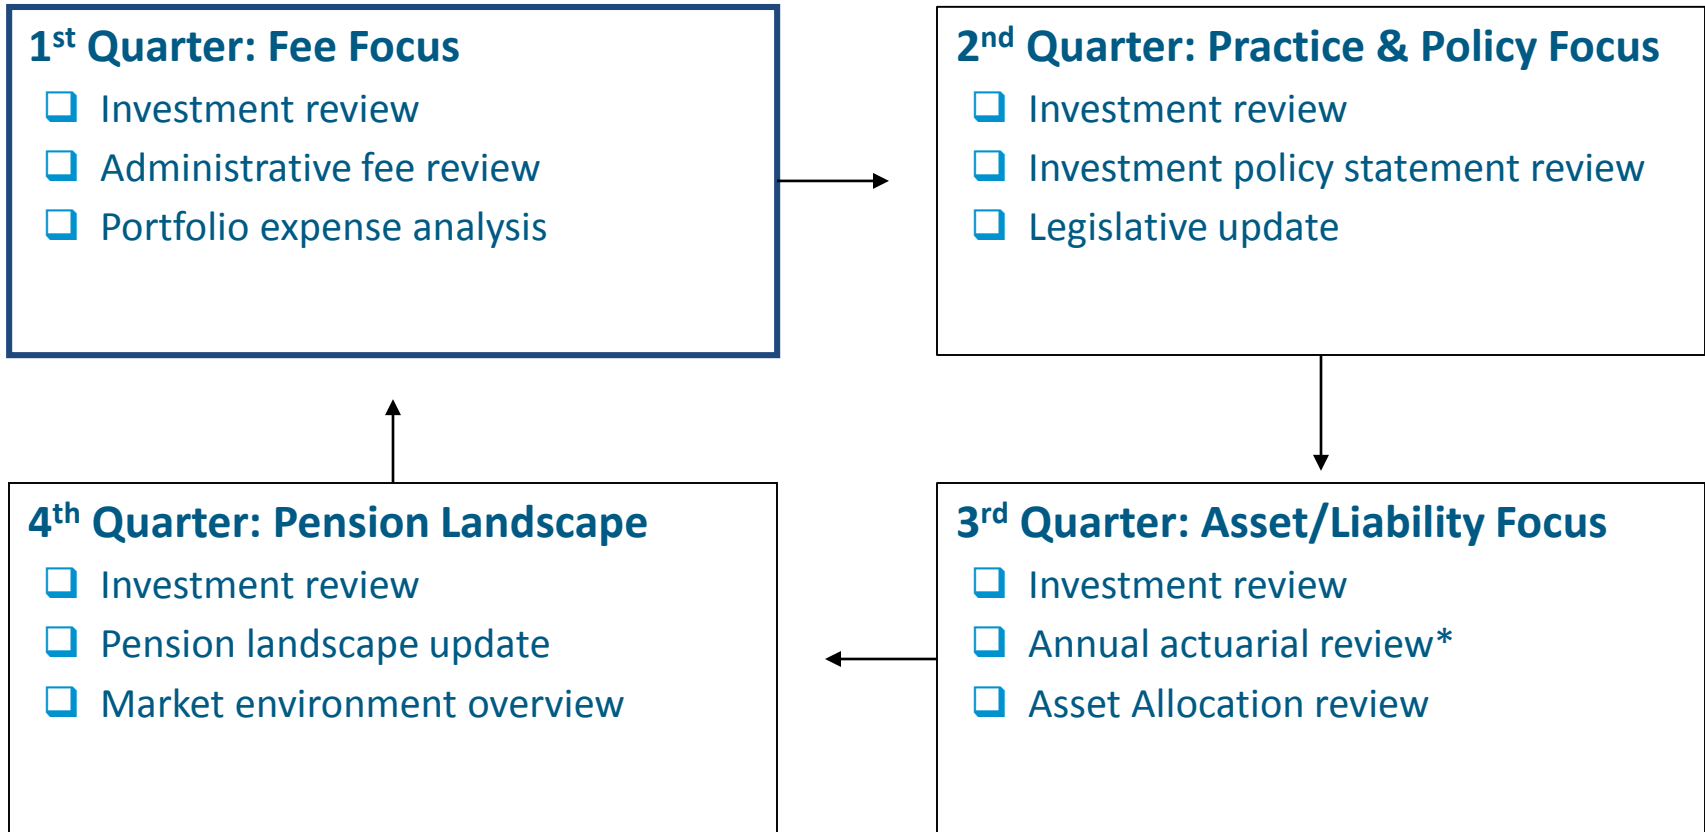 1st Quarter: Fee Focus
Investment review
Administrative fee review
Portfolio expense analysis
2nd Quarter: Practice & Policy Focus
Investment review
Investment policy statement review
Legislative update
4th Quarter: Pension Landscape
Investment review
Pension landscape update
Market environment overview
3rd Quarter: Asset/Liability Focus
Investment review
Annual actuarial review*
Asset Allocation review